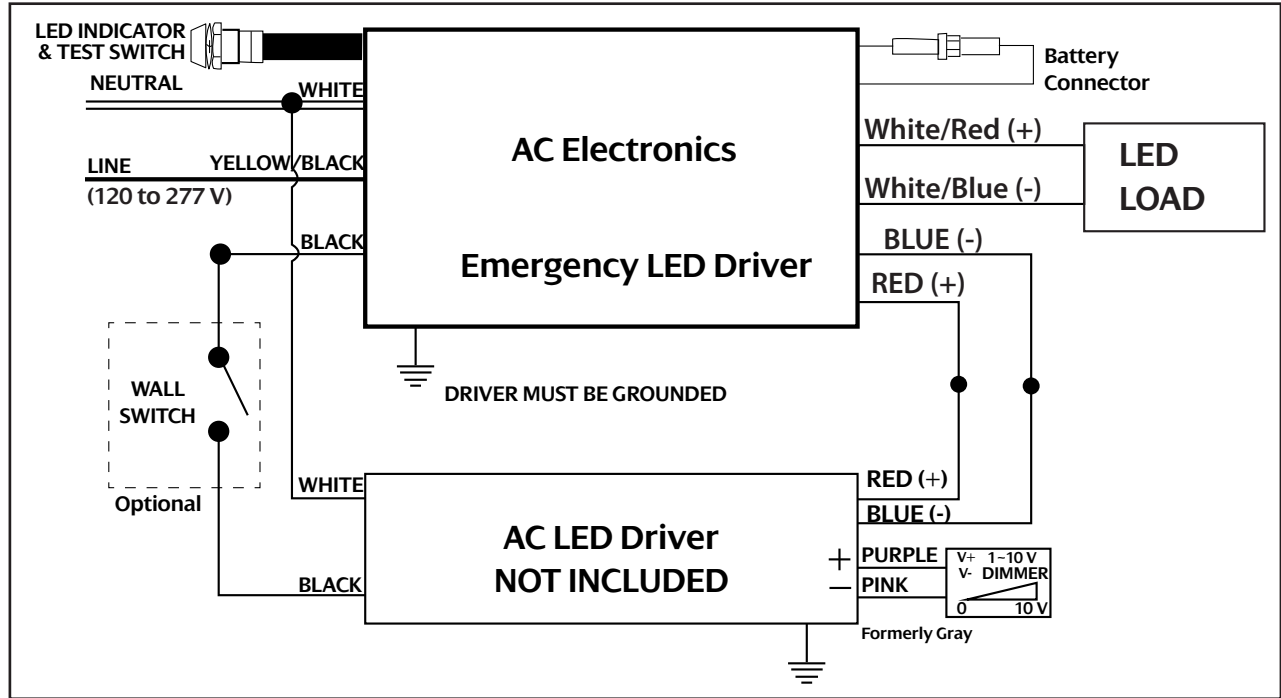 LED INDICATOR
& TEST SWITCH
NEUTRAL
WHITE
LINE
YELLOW/BLACK
(120 to 277 V)
BLACK
AC Electronics
Emergency LED Driver
Battery
Connector
White/Red (+)
White/Blue (-)
LED
LOAD
BLUE (-)
RED (+)
DRIVER MUST BE GROUNDED
WALL
SWITCH
Optional
WHITE
BLACK
AC LED Driver
NOT INCLUDED
RED (+)
BLUE (-)
+ PURPLE
− PINK
V+ 1~10 V
V- DIMMER
0 10 V
Formerly Gray